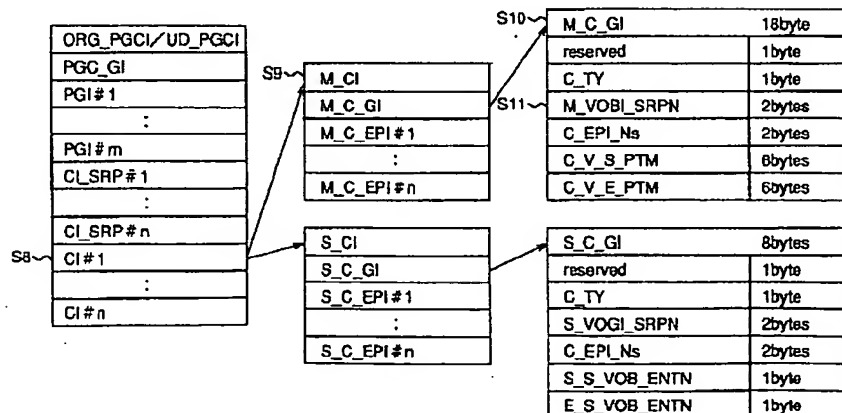 ORG_PGCI/UD_PGCI
PGC_GI
PGI#1
:
PGI#m
CI_SRP#1
:
CI_SRP#n
S8
CI#1
:
CI#n
S9
M_CI
M_C_GI
M_C_EPI#1
:
M_C_EPI#n
S_CI
S_C_GI
S_C_EPI#1
:
S_C_EPI#n
S10
M_C_GI 18byte
reserved 1byte
C_TY 1byte
S11
M_VOBI_SRPN 2bytes
C_EPI_Ns 2bytes
C_V_S_PTM 6bytes
C_V_E_PTM 6bytes
S_C_GI 8bytes
reserved 1byte
C_TY 1byte
S_VOGI_SRPN 2bytes
C_EPI_Ns 2bytes
S_S_VOB_ENTN 1byte
E_S_VOB_ENTN 1byte